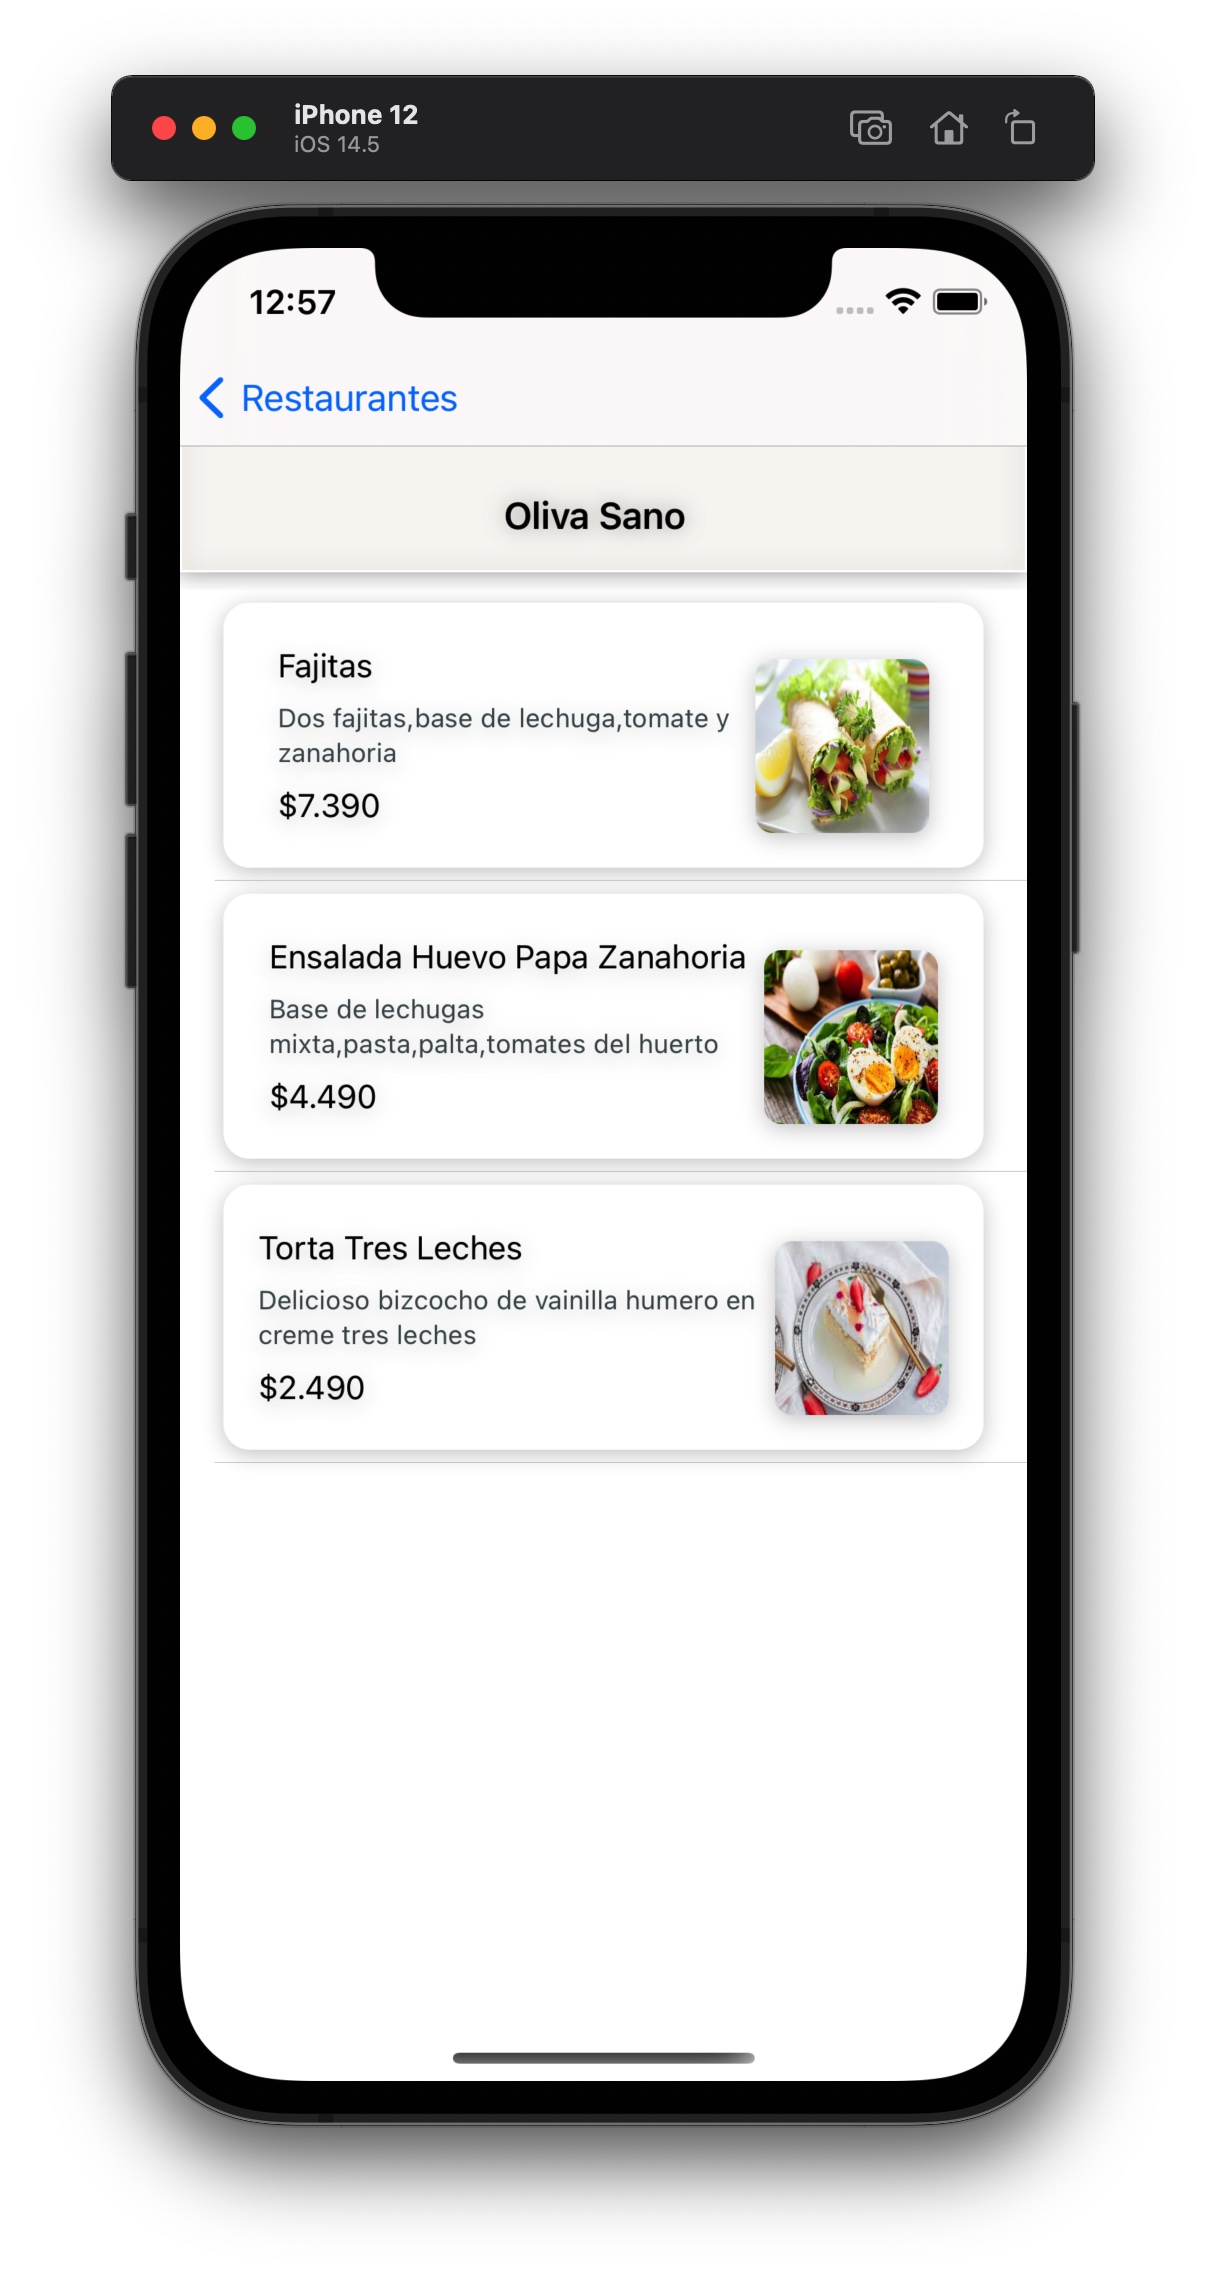 iPhone 12
iOS 14.5
12:57
Restaurantes
Oliva Sano
Fajitas
Dos fajitas,base de lechuga,tomate y
zanahoria
$7.390
Ensalada Huevo Papa Zanahoria
Base de lechugas
mixta,pasta,palta,tomates del huerto
$4.490
Torta Tres Leches
Delicioso bizcocho de vainilla humero en
creme tres leches
$2.490